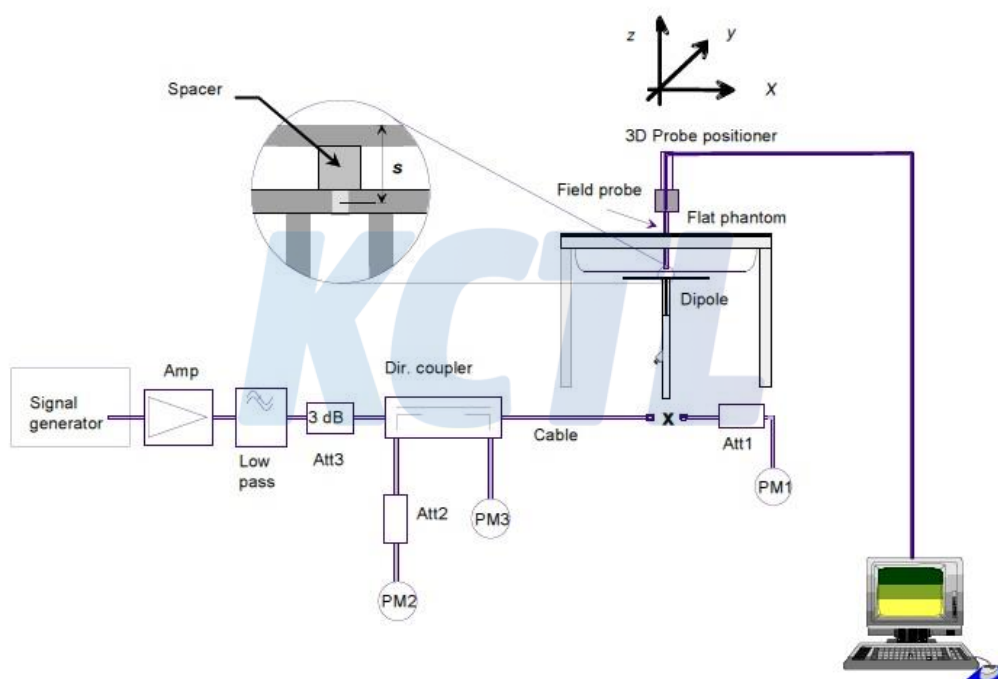 z
y
X
Spacer
s
3D Probe positioner
Field probe
Flat phantom
Dipole
KCTL
Signal
generator
Amp
Low
pass
3 dB
Att3
Dir. coupler
Cable
X
Att1
PM1
Att2
PM3
PM2